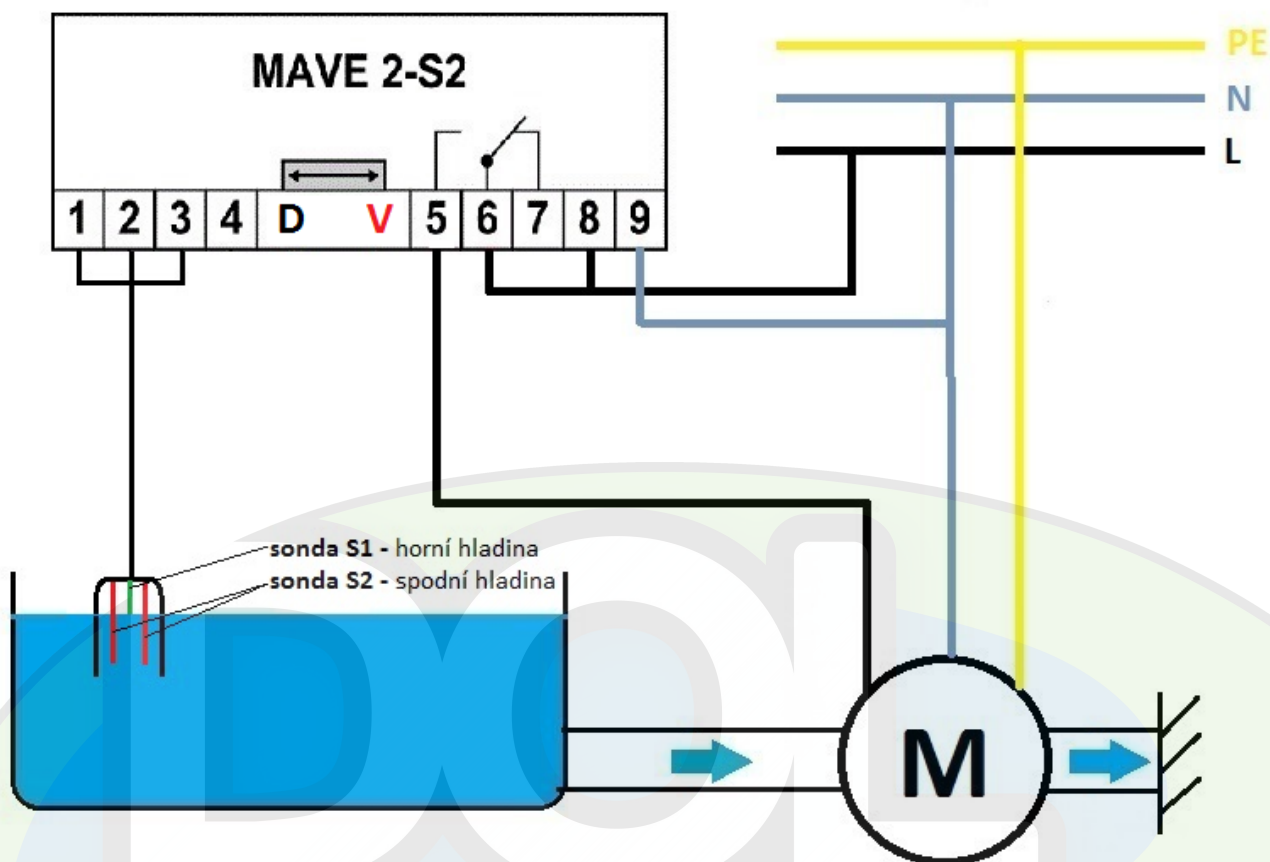 MAVE 2-S2
PE
N
L
1 2 3 4 D V 5 6 7 8 9
sonda S1 - horní hladina
sonda S2 - spodní hladina
M